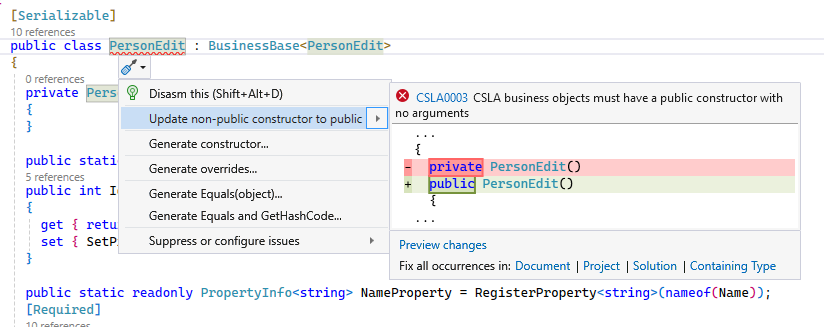 [Serializable]
10 references
public class PersonEdit : BusinessBase<PersonEdit>
{
0 references
private Pers
{
}
public stati
5 references
public int I
{
get { retu
set { SetP
}
Disasm this (Shift+Alt+D)
Update non-public constructor to public
Generate constructor...
Generate overrides...
Generate Equals(object)...
Generate Equals and GetHashCode...
Suppress or configure issues
CSLA0003 CSLA business objects must have a public constructor with
no arguments
...
{
- private PersonEdit()
+ public PersonEdit()
{
...
Preview changes
Fix all occurrences in: Document | Project | Solution | Containing Type
public static readonly PropertyInfo<string> NameProperty = RegisterProperty<string>(nameof(Name));
[Required]
10 references